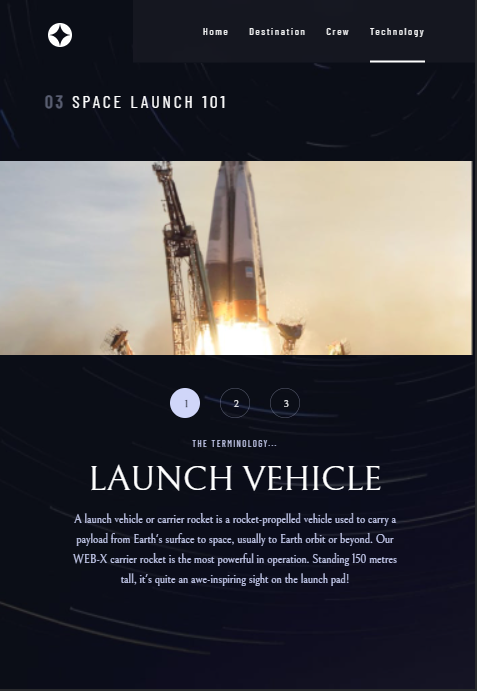 Home Destination Crew Technology
03 SPACE LAUNCH 101
1 2 3
THE TERMINOLOGY...
LAUNCH VEHICLE
A launch vehicle or carrier rocket is a rocket-propelled vehicle used to carry a
payload from Earth's surface to space, usually to Earth orbit or beyond. Our
WEB-X carrier rocket is the most powerful in operation. Standing 150 metres
tall, it's quite an awe-inspiring sight on the launch pad!